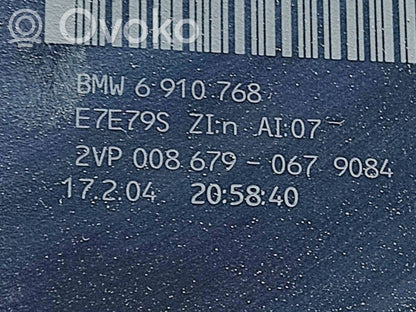 OVOKO
BMW 6 910 768
E7E79S ZI:n AI:07
2VP 008 679-067 9084
17.2.04 20:58:40